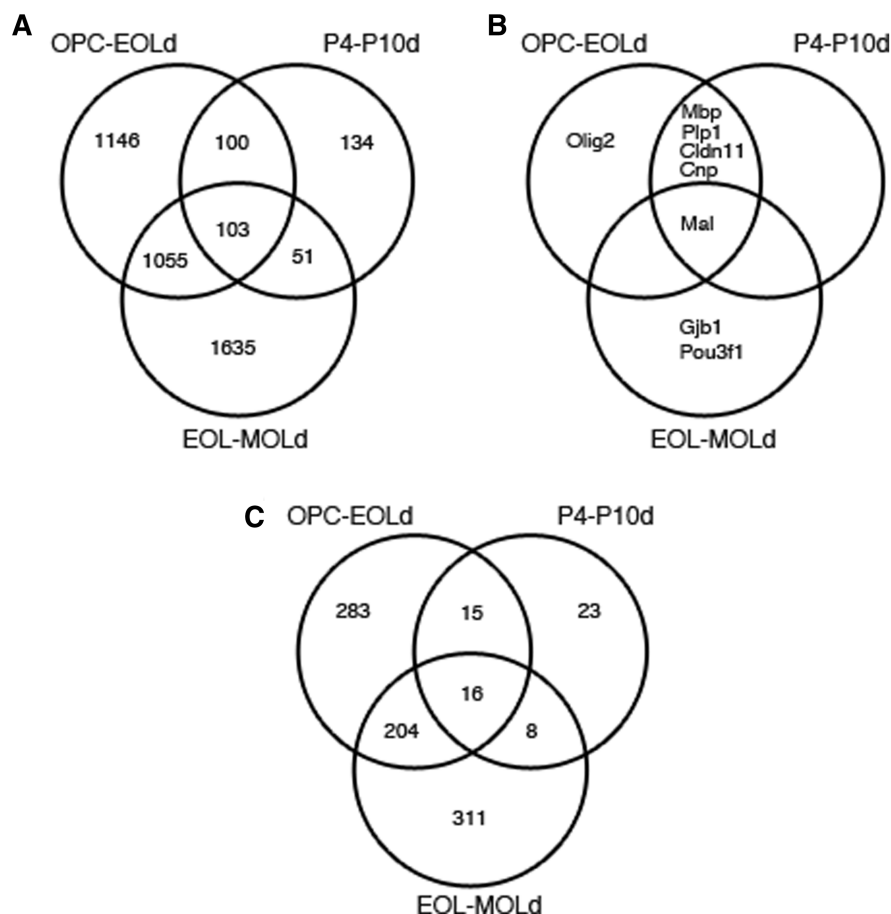 A
OPC-EOLd
P4-P10d
1146
100
134
103
1055
51
1635
EOL-MOLd
B
OPC-EOLd
P4-P10d
Olig2
Mbp
Plp1
Cldn11
Cnp
Mal
Gjb1
Pou3f1
EOL-MOLd
C
OPC-EOLd
P4-P10d
283
15
23
16
204
8
311
EOL-MOLd